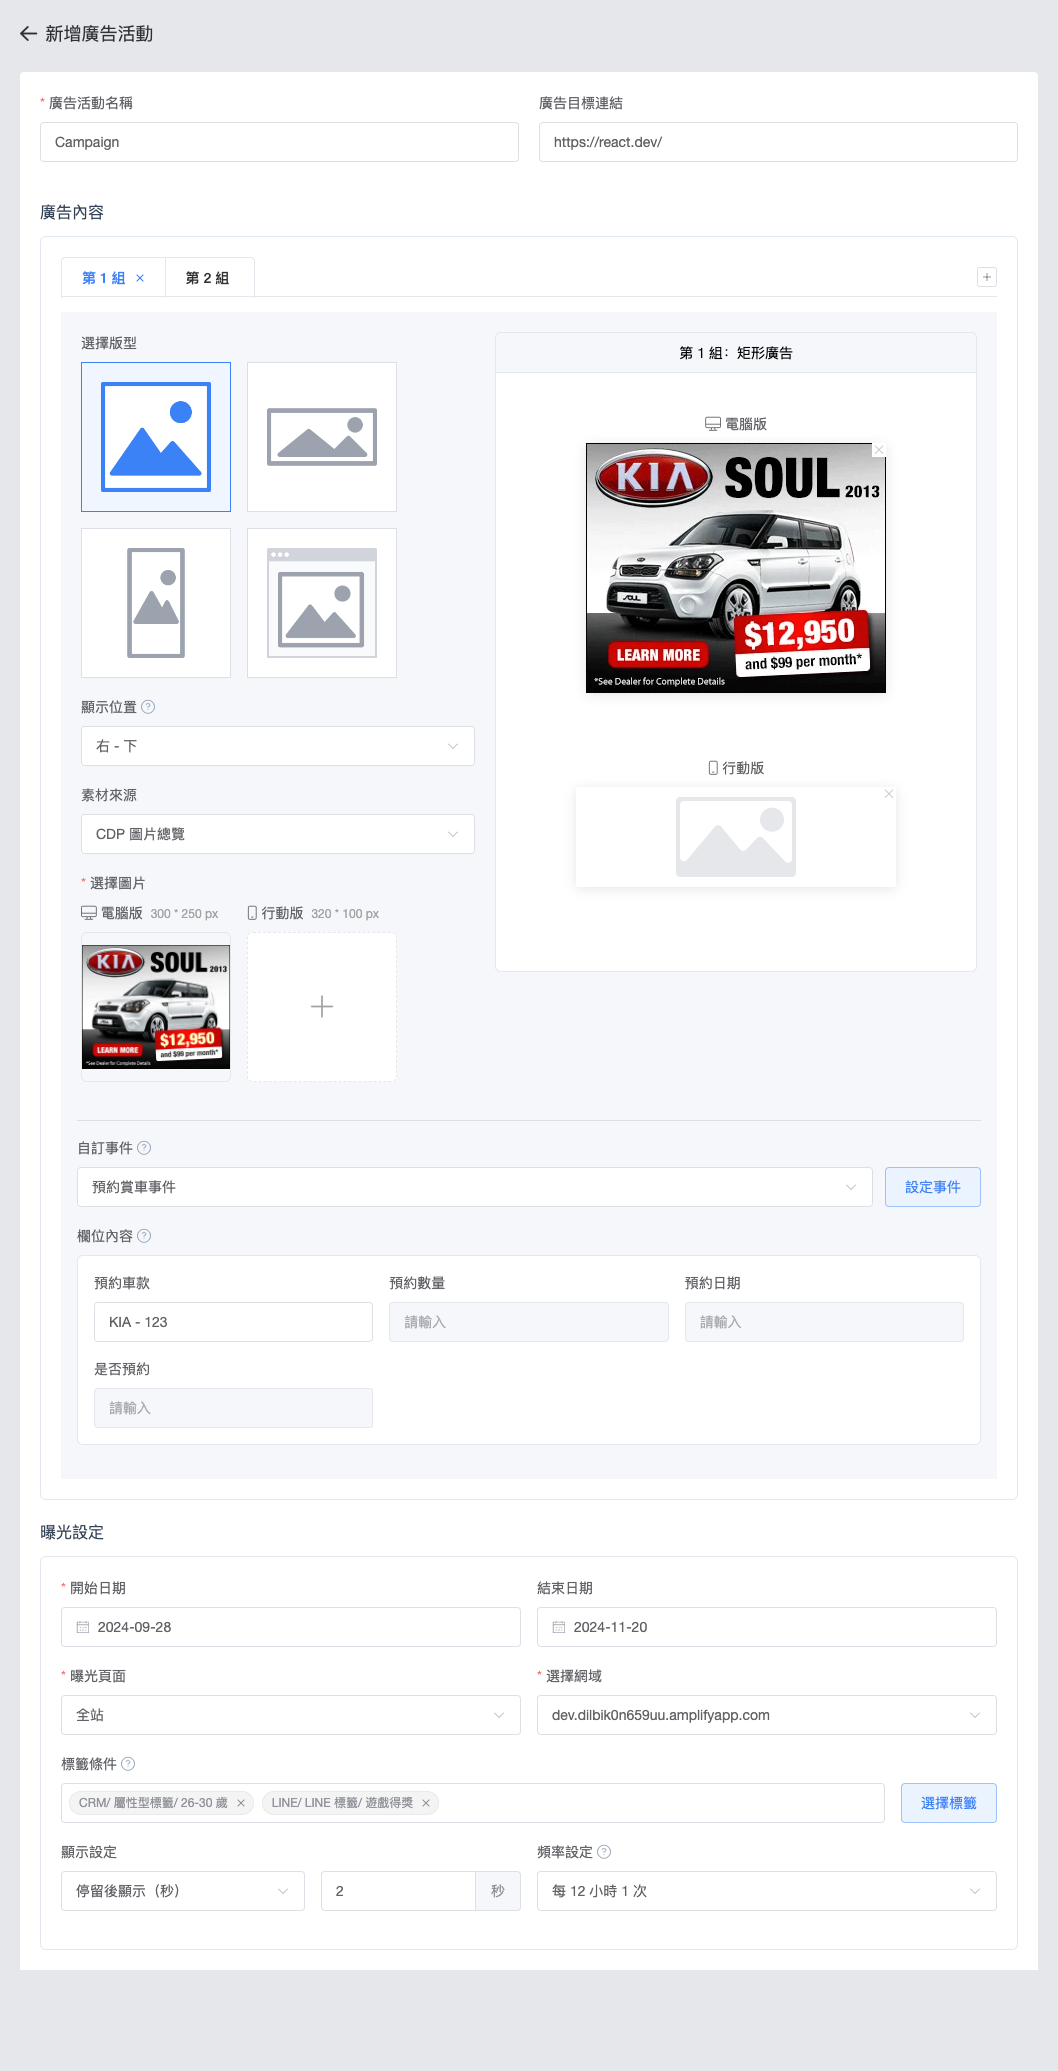 新增廣告活動
* 廣告活動名稱
廣告目標連結
Campaign
https://react.dev/
廣告內容
第 1 組
第 2 組
選擇版型
第 1 組：矩形廣告
電腦版
KIA SOUL 2013
SOUL
$12,950
LEARN MORE
and $99 per month*
*See Dealer for Complete Details
顯示位置
右 - 下
行動版
素材來源
CDP 圖片總覽
* 選擇圖片
電腦版 300 * 250 px
行動版 320 * 100 px
KIA SOUL 2013
$12,950
LEARN MORE
and $99 per month*
*See Dealer for Complete Details
自訂事件
預約賞車事件
設定事件
欄位內容
預約車款
預約數量
預約日期
KIA - 123
請輸入
請輸入
是否預約
請輸入
曝光設定
* 開始日期
結束日期
2024-09-28
2024-11-20
* 曝光頁面
* 選擇網域
全站
dev.dilbik0n659uu.amplifyapp.com
標籤條件
CRM/ 屬性型標籤/ 26-30 歲
LINE/ LINE 標籤/ 遊戲得獎
選擇標籤
顯示設定
頻率設定
停留後顯示（秒）
2
秒
每 12 小時 1 次